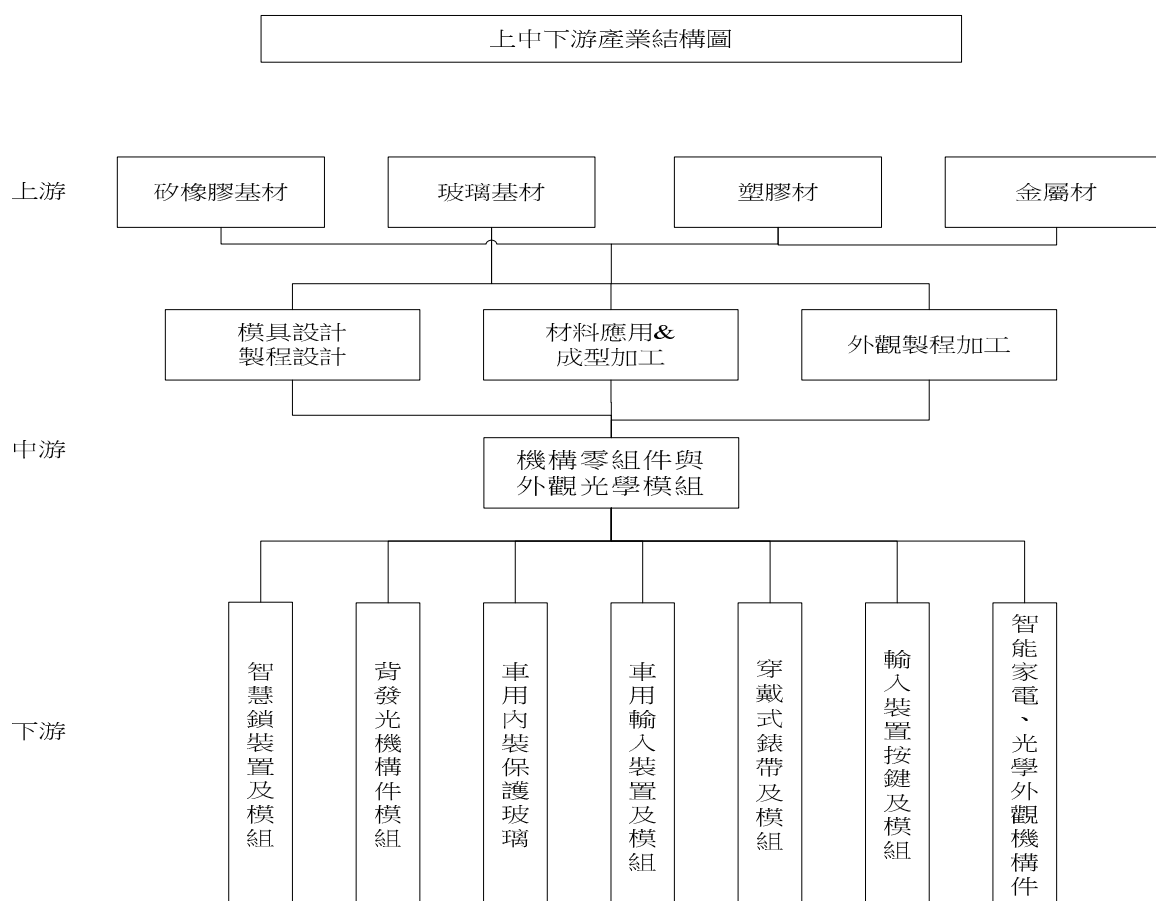 上中下游產業結構圖
上游
矽橡膠基材
玻璃基材
塑膠材
金屬材
模具設計
製程設計
材料應用&
成型加工
外觀製程加工
中游
機構零組件與
外觀光學模組
下游
智慧鎖裝置及模組
背發光機構件模組
車用內裝保護玻璃
車用輸入裝置及模組
穿戴式錶帶及模組
輸入裝置按鍵及模組
智能家電、光學外觀機構件